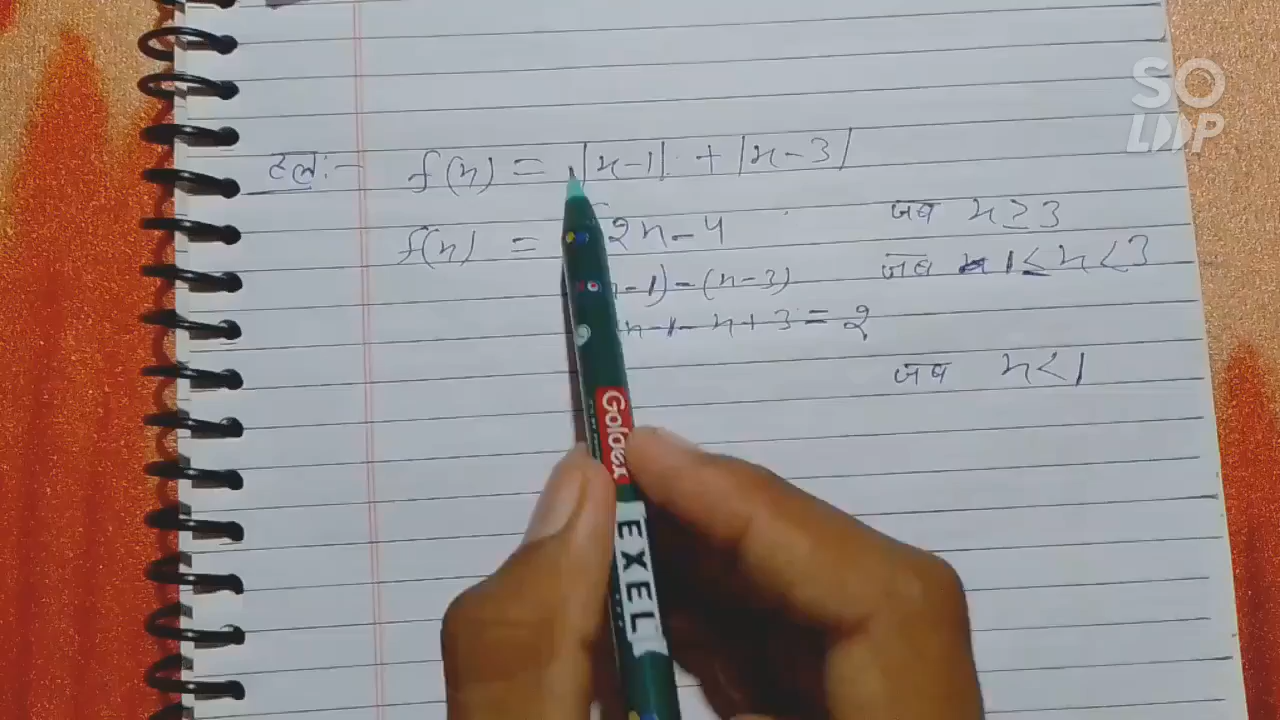 SO
LP
हल:- f(x) = |x-1| + |x-3|
f(x) = 2x-4 जब x≥3
-1)-(x-3) जब 1≤x<3
x-1-x+3=2
जब x<1
Goldex
EXEL